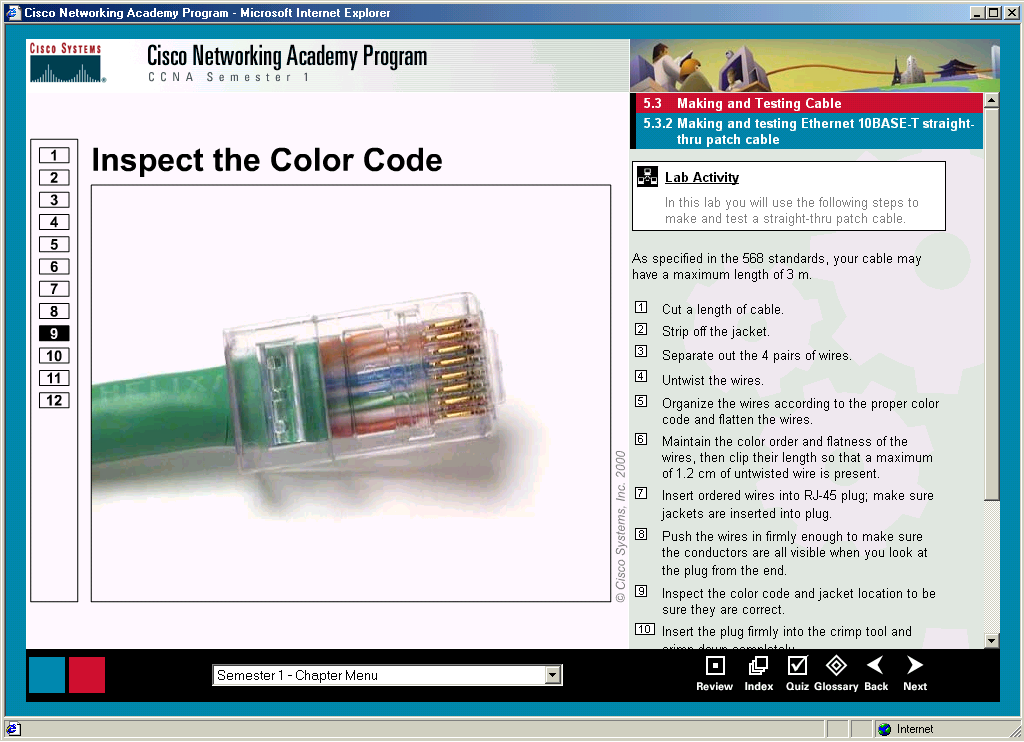 Cisco Networking Academy Program - Microsoft Internet Explorer
CISCO SYSTEMS
Cisco Networking Academy Program
CCNA Semester 1
5.3 Making and Testing Cable
5.3.2 Making and testing Ethernet 10BASE-T straight-
thru patch cable
1
2
3
4
5
6
7
8
9
10
11
12
Inspect the Color Code
© Cisco Systems, Inc. 2000
Lab Activity
In this lab you will use the following steps to
make and test a straight-thru patch cable.
As specified in the 568 standards, your cable may
have a maximum length of 3 m.
1 Cut a length of cable.
2 Strip off the jacket.
3 Separate out the 4 pairs of wires.
4 Untwist the wires.
5 Organize the wires according to the proper color
code and flatten the wires.
6 Maintain the color order and flatness of the
wires, then clip their length so that a maximum
of 1.2 cm of untwisted wire is present.
7 Insert ordered wires into RJ-45 plug; make sure
jackets are inserted into plug.
8 Push the wires in firmly enough to make sure
the conductors are all visible when you look at
the plug from the end.
9 Inspect the color code and jacket location to be
sure they are correct.
10 Insert the plug firmly into the crimp tool and
crimp down completely.
Semester 1 - Chapter Menu
Review Index Quiz Glossary Back Next
Internet